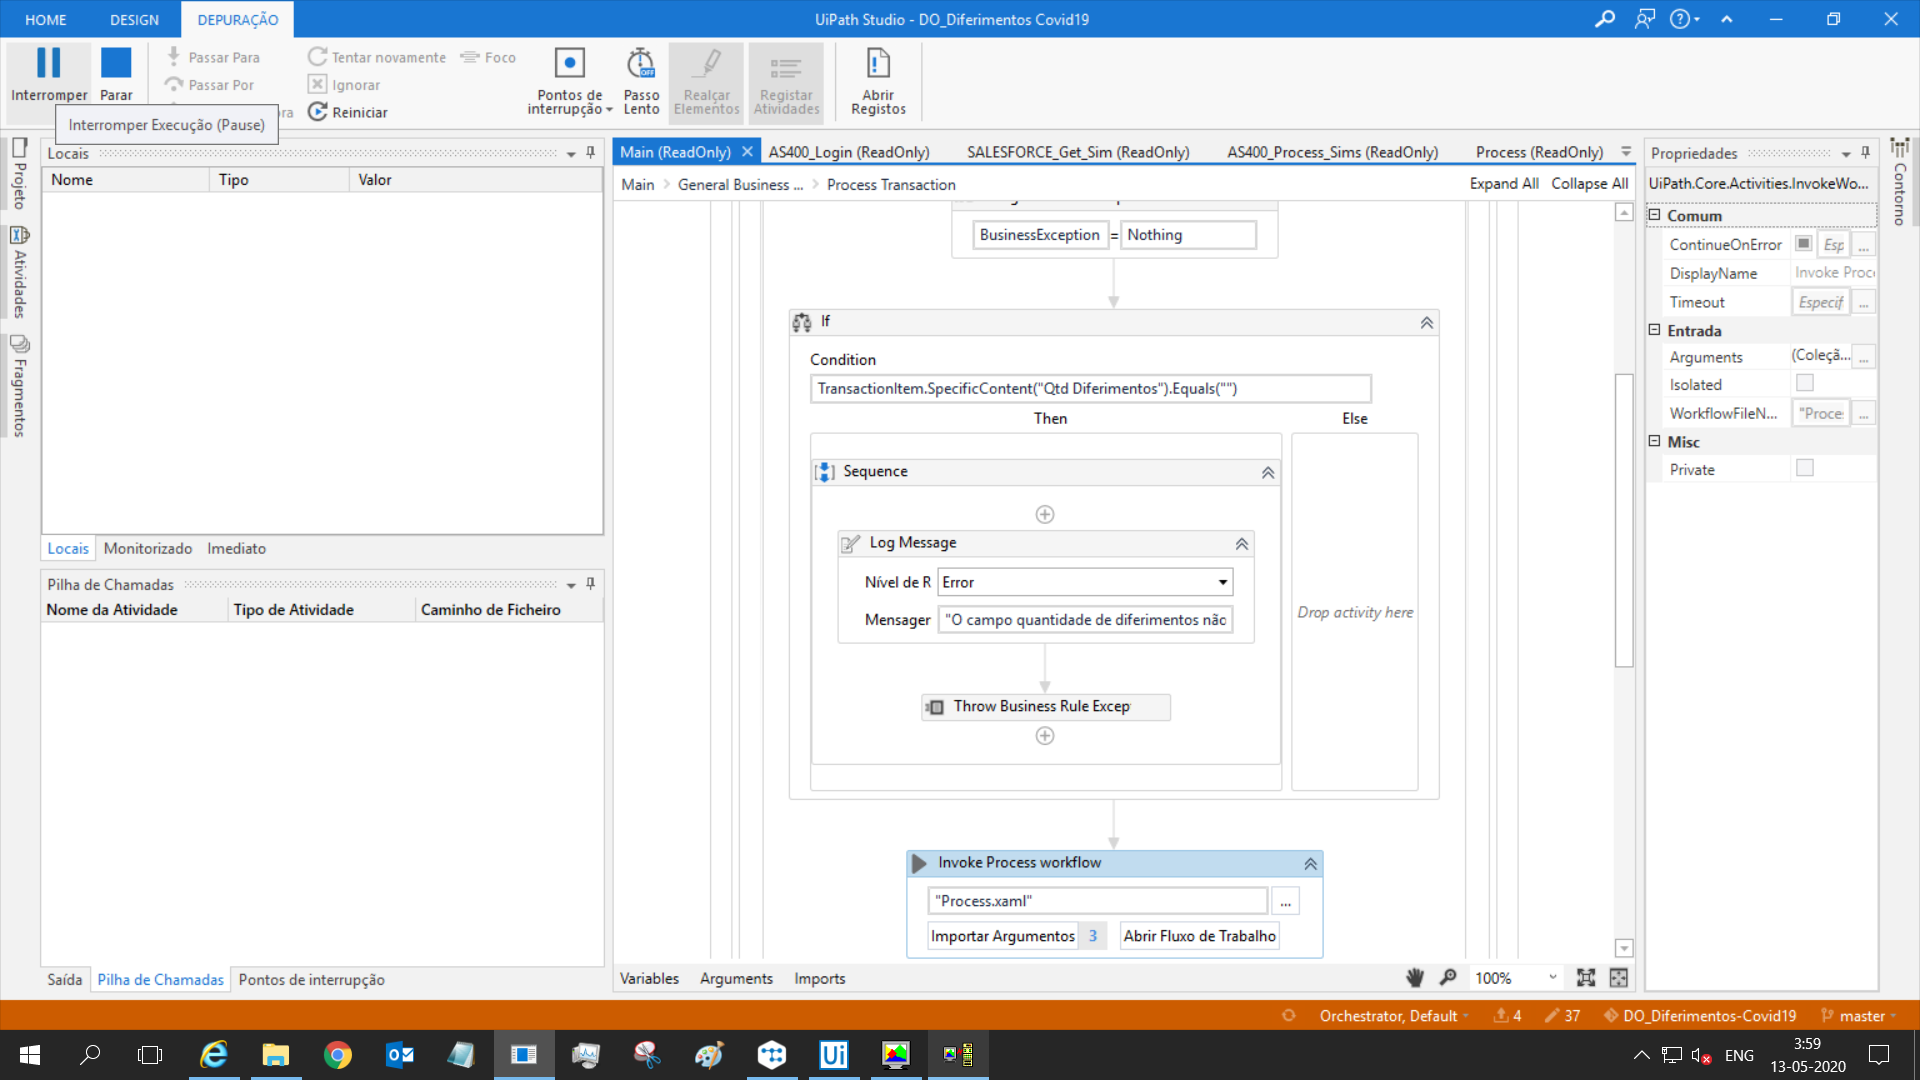 HOME DESIGN DEPURAÇÃO UiPath Studio - DO_Diferimentos Covid19
Interromper Parar
Passar Para
Passar Por
Tentar novamente Foco
Ignorar
Reiniciar
Pontos de interrupção
Passo Lento
Realçar Elementos
Registar Atividades
Abrir Registos
Interromper Execução (Pause)
Projeto
Atividades
Fragmentos
Locais
Nome Tipo Valor
Locais Monitorizado Imediato
Pilha de Chamadas
Nome da Atividade Tipo de Atividade Caminho de Ficheiro
Saída Pilha de Chamadas Pontos de interrupção
Main (ReadOnly) AS400_Login (ReadOnly) SALESFORCE_Get_Sim (ReadOnly) AS400_Process_Sims (ReadOnly) Process (ReadOnly)
Main > General Business ... > Process Transaction Expand All Collapse All
BusinessException = Nothing
If
Condition
TransactionItem.SpecificContent("Qtd Diferimentos").Equals("")
Then Else
Sequence
Log Message
Nível de R Error
Mensager "O campo quantidade de diferimentos não
Drop activity here
Throw Business Rule Excep
Invoke Process workflow
"Process.xaml" ...
Importar Argumentos 3 Abrir Fluxo de Trabalho
Variables Arguments Imports 100%
Propriedades
UiPath.Core.Activities.InvokeWo...
Comum
ContinueOnError Esp ...
DisplayName Invoke Proc
Timeout Especif ...
Entrada
Arguments (Coleçã... ...
Isolated
WorkflowFileN... "Proce: ...
Misc
Private
Contorno
Orchestrator, Default 4 37 DO_Diferimentos-Covid19 master
Ui
ENG
3:59
13-05-2020